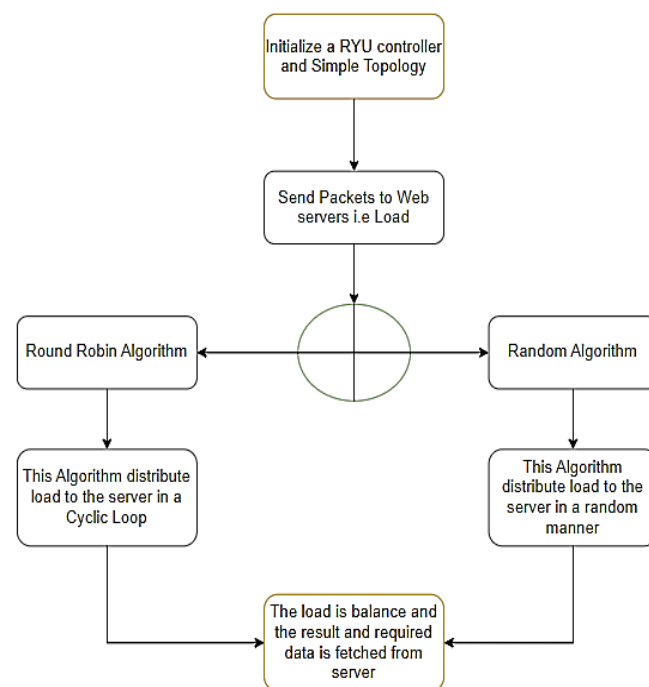 Initialize a RYU controller
and Simple Topology
Send Packets to Web
servers i.e Load
Round Robin Algorithm
Random Algorithm
This Algorithm distribute
load to the server in a
Cyclic Loop
This Algorithm
distribute load to the
server in a random
manner
The load is balance and
the result and required
data is fetched from
server